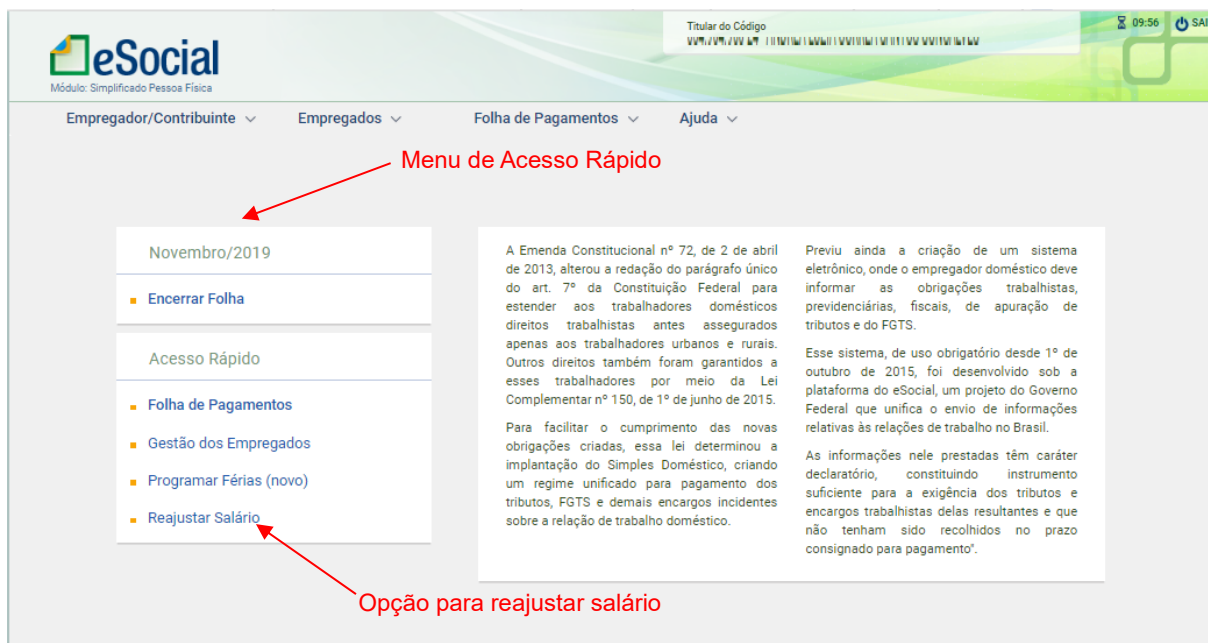 Titular do Código
09:56 SAI
eSocial
Módulo: Simplificado Pessoa Física
Empregador/Contribuinte Empregados Folha de Pagamentos Ajuda
Menu de Acesso Rápido
Novembro/2019
Encerrar Folha
Acesso Rápido
Folha de Pagamentos
Gestão dos Empregados
Programar Férias (novo)
Reajustar Salário
A Emenda Constitucional nº 72, de 2 de abril
de 2013, alterou a redação do parágrafo único
do art. 7º da Constituição Federal para
estender aos trabalhadores domésticos
direitos trabalhistas antes assegurados
apenas aos trabalhadores urbanos e rurais.
Outros direitos também foram garantidos a
esses trabalhadores por meio da Lei
Complementar nº 150, de 1º de junho de 2015.
Para facilitar o cumprimento das novas
obrigações criadas, essa lei determinou a
implantação do Simples Doméstico, criando
um regime unificado para pagamento dos
tributos, FGTS e demais encargos incidentes
sobre a relação de trabalho doméstico.
Previu ainda a criação de um sistema
eletrônico, onde o empregador doméstico deve
informar as obrigações trabalhistas,
previdenciárias, fiscais, de apuração de
tributos e do FGTS.
Esse sistema, de uso obrigatório desde 1º de
outubro de 2015, foi desenvolvido sob a
plataforma do eSocial, um projeto do Governo
Federal que unifica o envio de informações
relativas às relações de trabalho no Brasil.
As informações nele prestadas têm caráter
declaratório, constituindo instrumento
suficiente para a exigência dos tributos e
encargos trabalhistas delas resultantes e que
não tenham sido recolhidos no prazo
consignado para pagamento".
Opção para reajustar salário